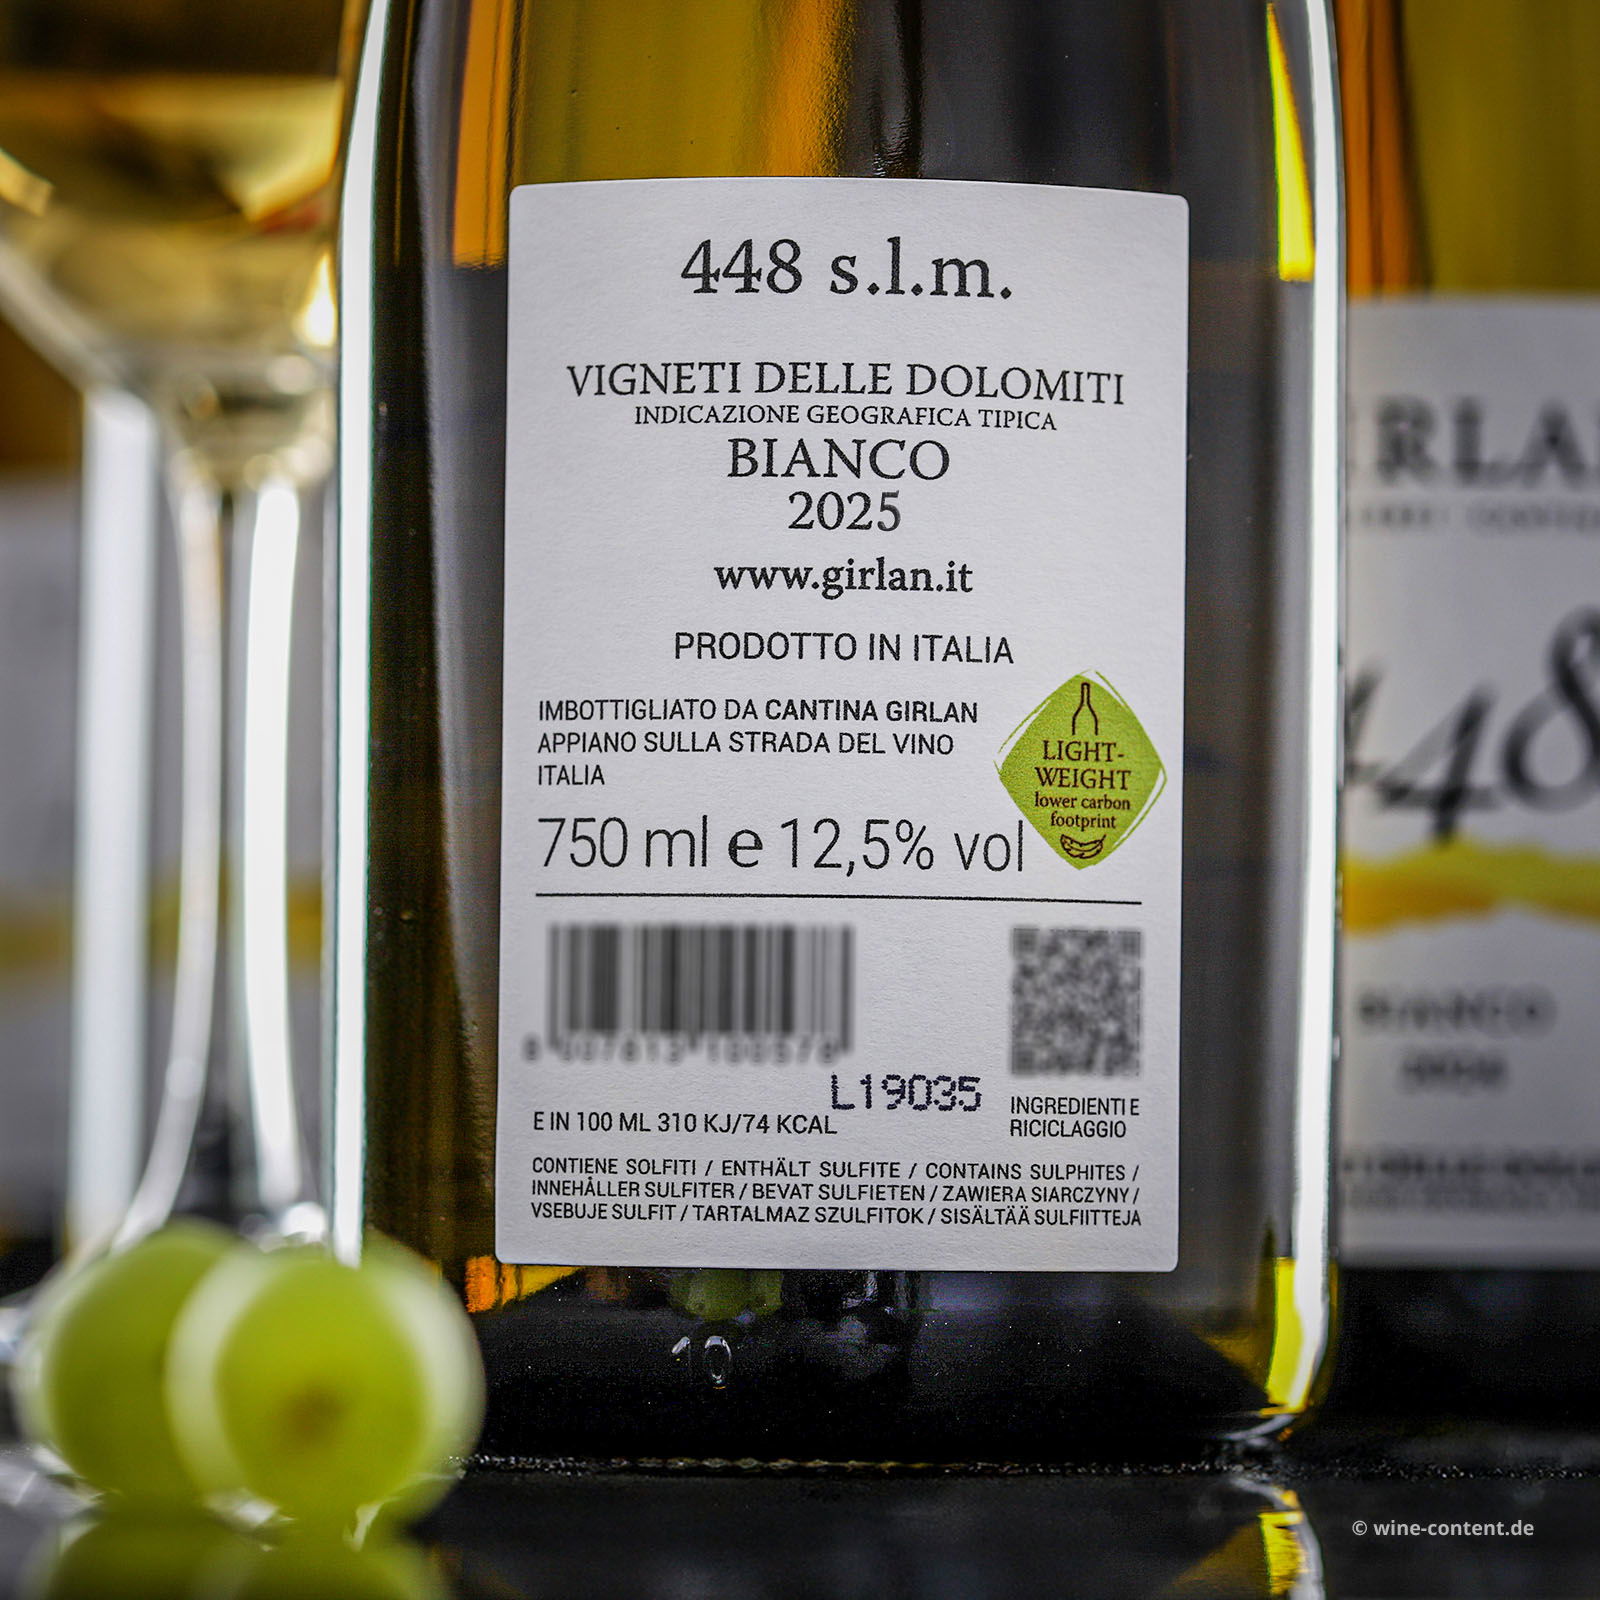 448 s.l.m.
VIGNETI DELLE DOLOMITI
INDICAZIONE GEOGRAFICA TIPICA
BIANCO
2025
www.girlan.it
PRODOTTO IN ITALIA
IMBOTTIGLIATO DA CANTINA GIRLAN
APPIANO SULLA STRADA DEL VINO
ITALIA
LIGHT-
WEIGHT
lower carbon
footprint
750 ml e 12,5% vol
L19035
E IN 100 ML 310 KJ/74 KCAL
INGREDIENTI E
RICICLAGGIO
CONTIENE SOLFITI / ENTHÄLT SULFITE / CONTAINS SULPHITES /
INNEHÅLLER SULFITER / BEVAT SULFIETEN / ZAWIERA SIARCZYNY /
VSEBUJE SULFIT / TARTALMAZ SZULFITOK / SISÄLTÄÄ SULFIITTEJA
10
RLAN
448
BIANCO
© wine-content.de